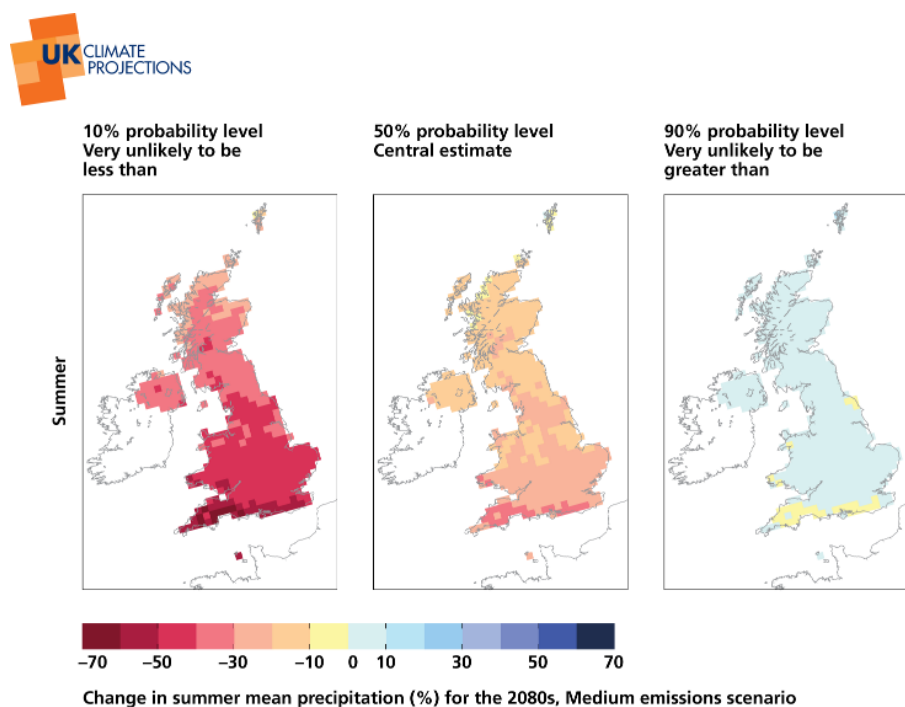 UK CLIMATE
PROJECTIONS
10% probability level
Very unlikely to be
less than
50% probability level
Central estimate
90% probability level
Very unlikely to be
greater than
Summer
–70 –50 –30 –10 0 10 30 50 70
Change in summer mean precipitation (%) for the 2080s, Medium emissions scenario